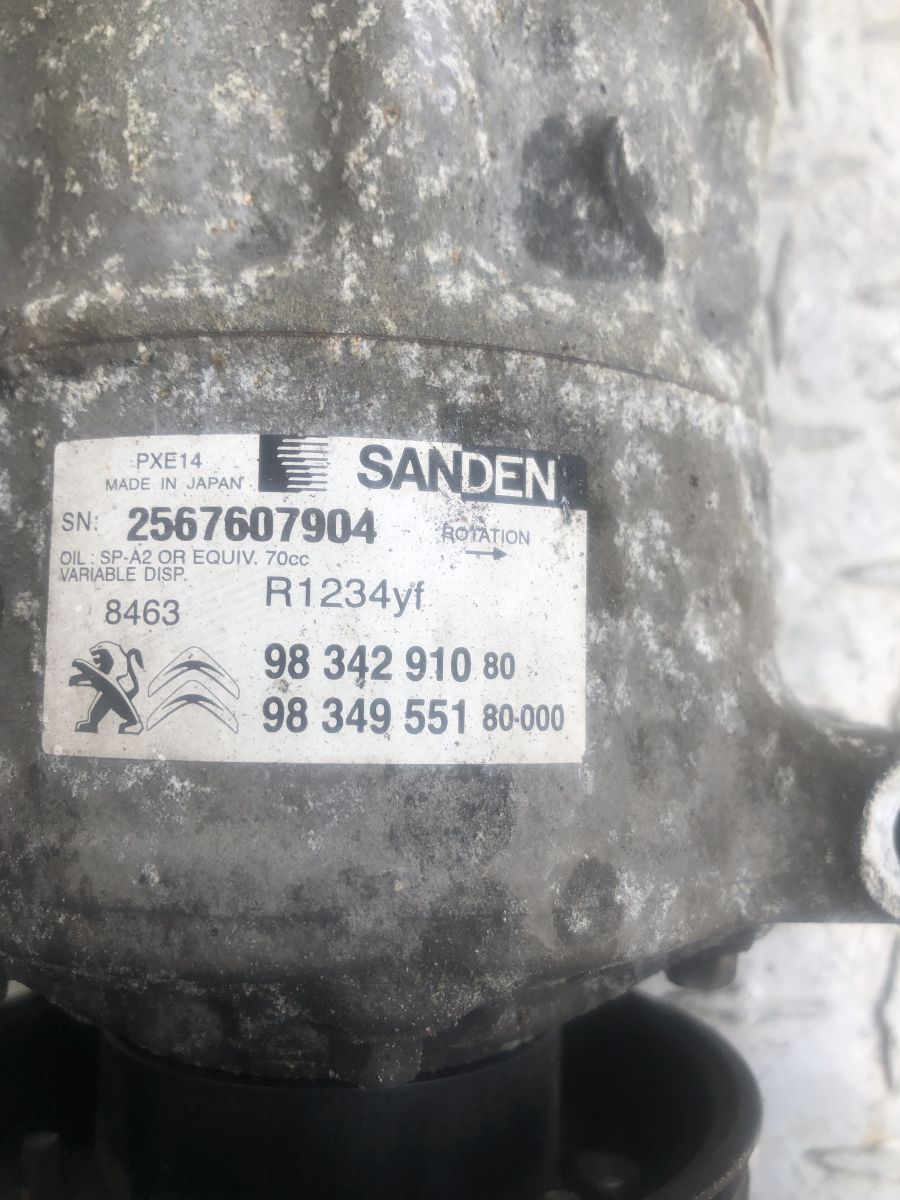 PXE14
MADE IN JAPAN
SANDEN
SN: 2567607904
ROTATION
OIL : SP-A2 OR EQUIV. 70cc
VARIABLE DISP.
R1234yf
8463
98 342 910 80
98 349 551 80-000